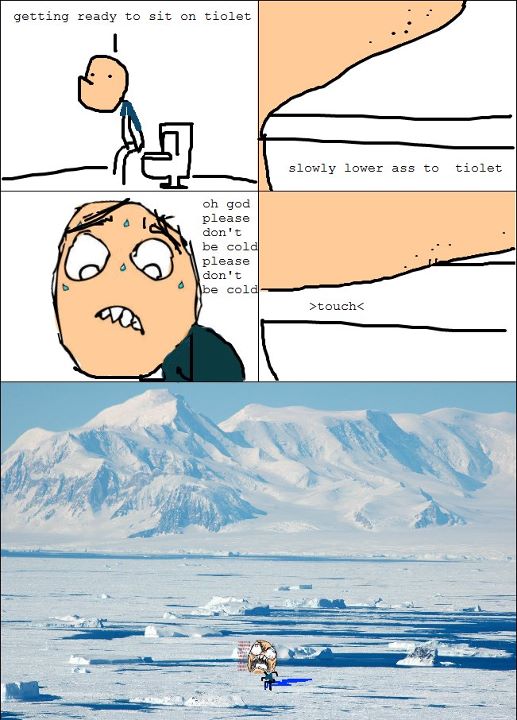 getting ready to sit on tiolet
slowly lower ass to tiolet
oh god
please
don't
be cold
please
don't
be cold
>touch<